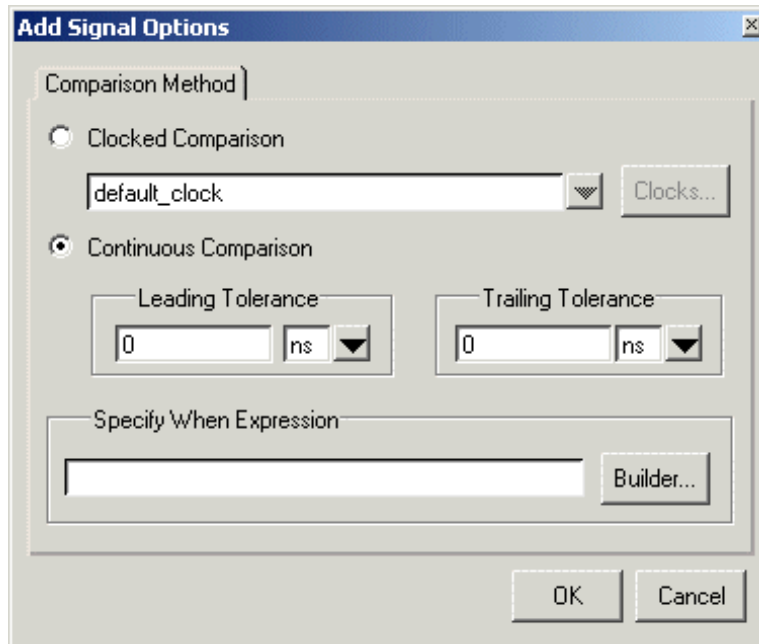 Add Signal Options
Comparison Method
Clocked Comparison
default_clock
Clocks...
Continuous Comparison
Leading Tolerance
Trailing Tolerance
0 ns
0 ns
Specify When Expression
Builder...
OK
Cancel